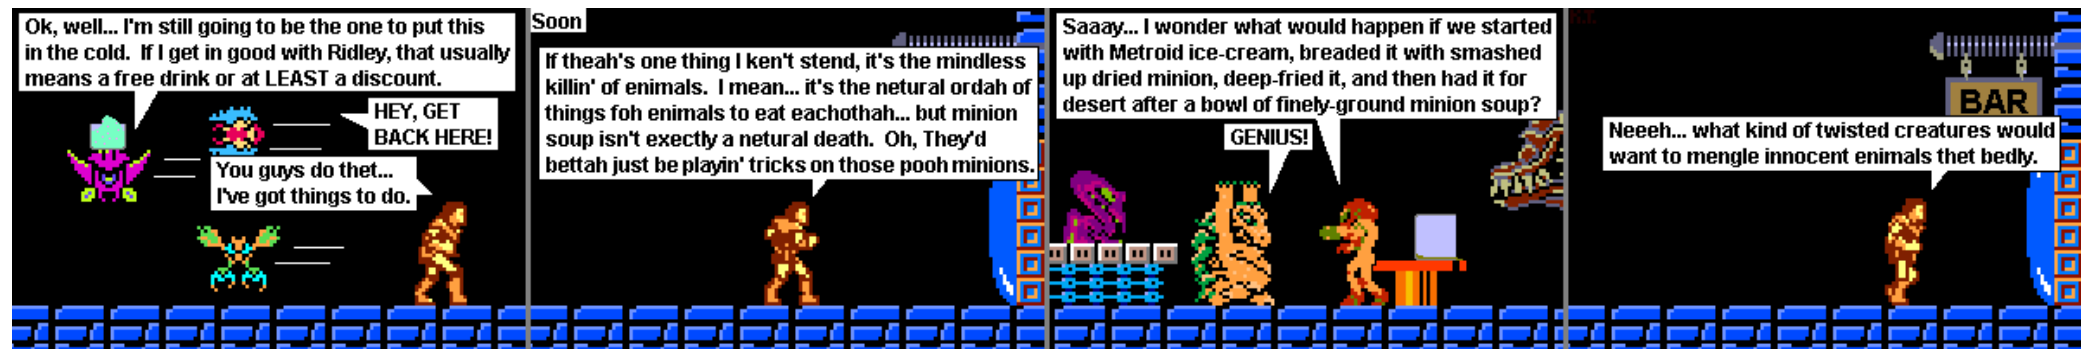 Ok, well... I'm still going to be the one to put this
in the cold.  If I get in good with Ridley, that usually
means a free drink or at LEAST a discount.
HEY, GET
BACK HERE!
You guys do thet...
I've got things to do.
Soon
If theah's one thing I ken't stend, it's the mindless
killin' of enimals.  I mean... it's the netural ordah of
things foh enimals to eat eachothah... but minion
soup isn't exectly a netural death.  Oh, They'd
bettah just be playin' tricks on those pooh minions.
Saaay... I wonder what would happen if we started
with Metroid ice-cream, breaded it with smashed
up dried minion, deep-fried it, and then had it for
desert after a bowl of finely-ground minion soup?
GENIUS!
BAR
Neeeh... what kind of twisted creatures would
want to mengle innocent enimals thet bedly.